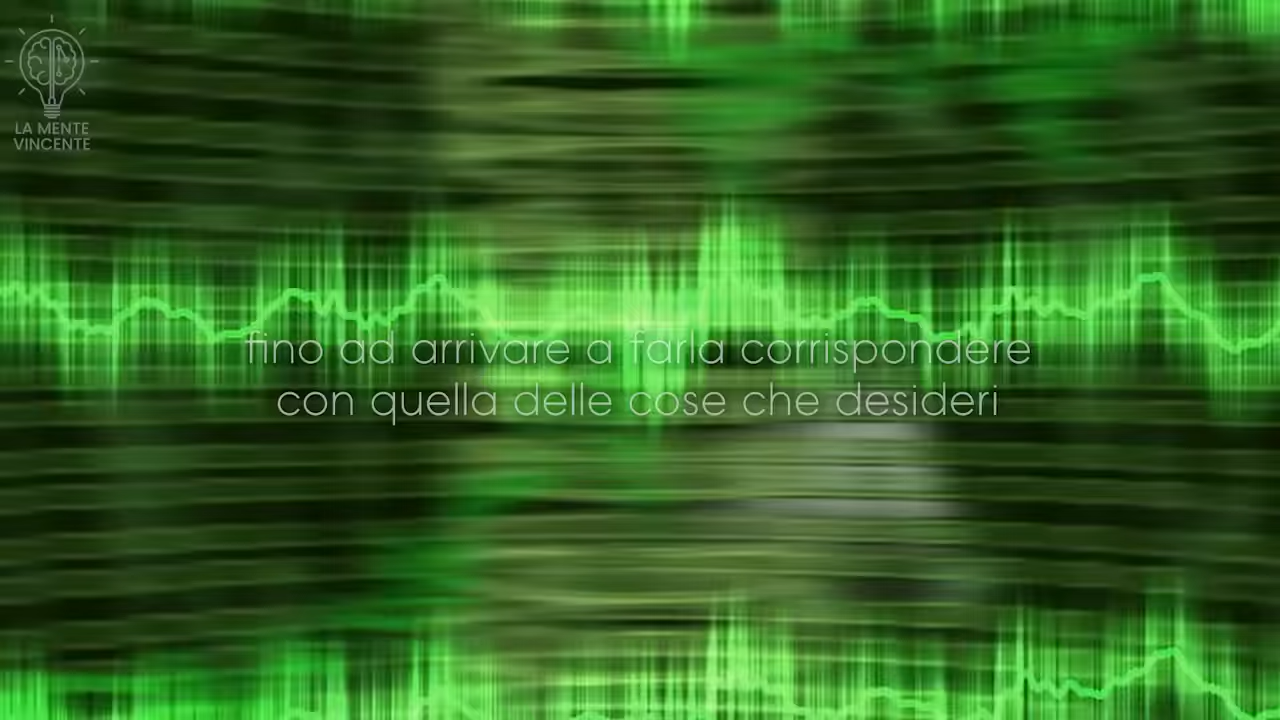 LA MENTE
VINCENTE
fino ad arrivare a farla corrispondere
con quella delle cose che desideri